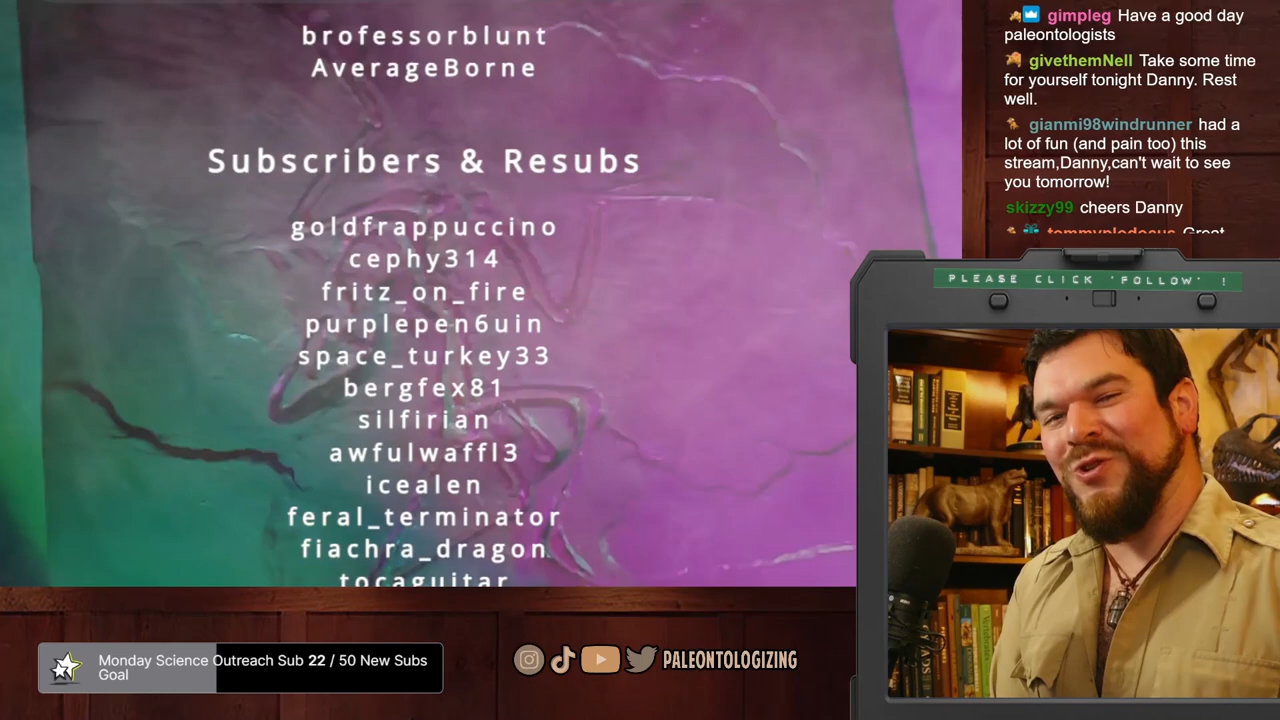 brofessorblunt
AverageBorne
Subscribers & Resubs
goldfrappuccino
cephy314
fritz_on_fire
purplepen6uin
space_turkey33
bergfex81
silfirian
awfulwaffl3
icealen
feral_terminator
fiachra_dragon
tocaguitar
Monday Science Outreach Sub 22 / 50 New Subs
Goal
PALEONTOLOGIZING
gimpleg Have a good day
paleontologists
givethemNell Take some time
for yourself tonight Danny. Rest
well.
gianmi98windrunner had a
lot of fun (and pain too) this
stream,Danny,can't wait to see
you tomorrow!
skizzy99 cheers Danny
Great
PLEASE CLICK "FOLLOW" !